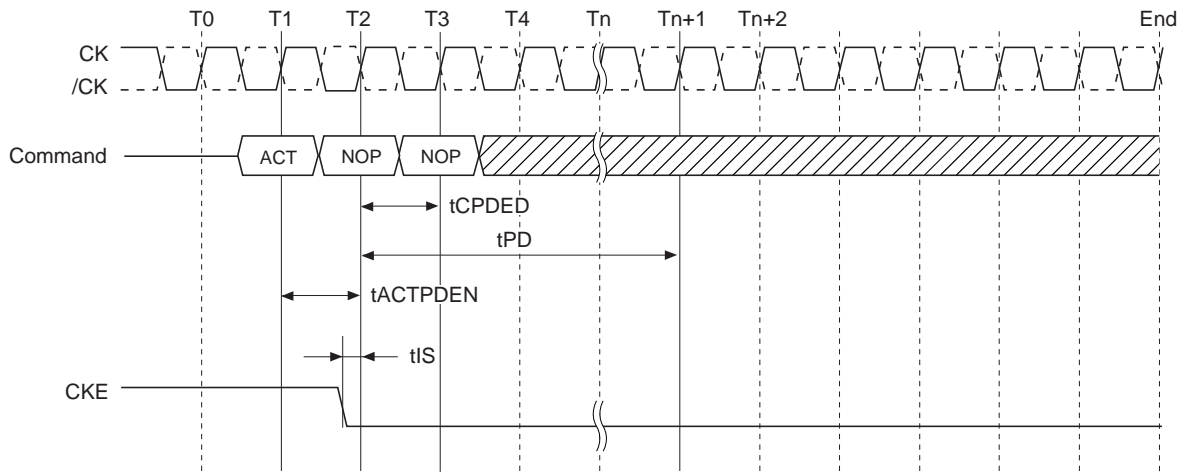 T0 T1 T2 T3 T4 Tn Tn+1 Tn+2 End
CK
/CK
Command ACT NOP NOP
tCPDED
tPD
tACTPDEN
tIS
CKE